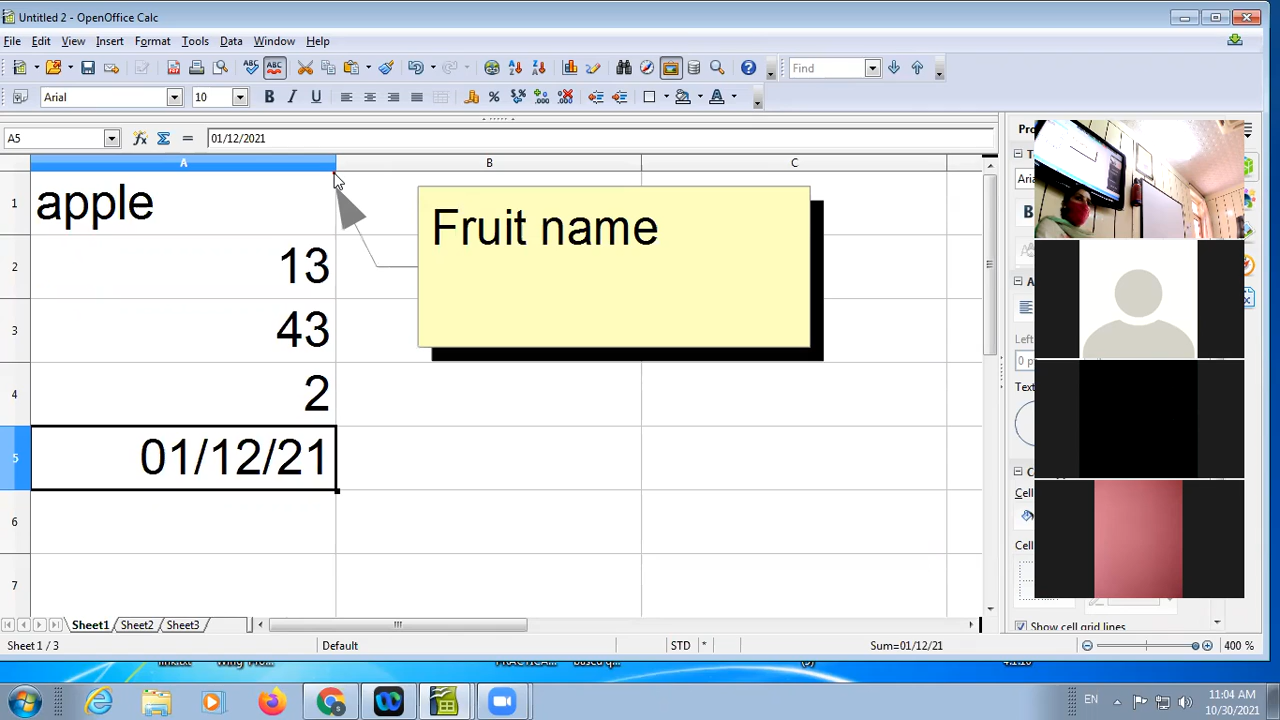 Untitled 2 - OpenOffice Calc
File Edit View Insert Format Tools Data Window Help
Find
Arial 10
A5 01/12/2021
A B C
1 apple
Fruit name
2 13
3 43
4 2
5 01/12/21
6
7
Sheet1 Sheet2 Sheet3
Sheet 1 / 3 Default STD * Sum=01/12/21 400 %
Show cell grid lines
EN 11:04 AM
10/30/2021